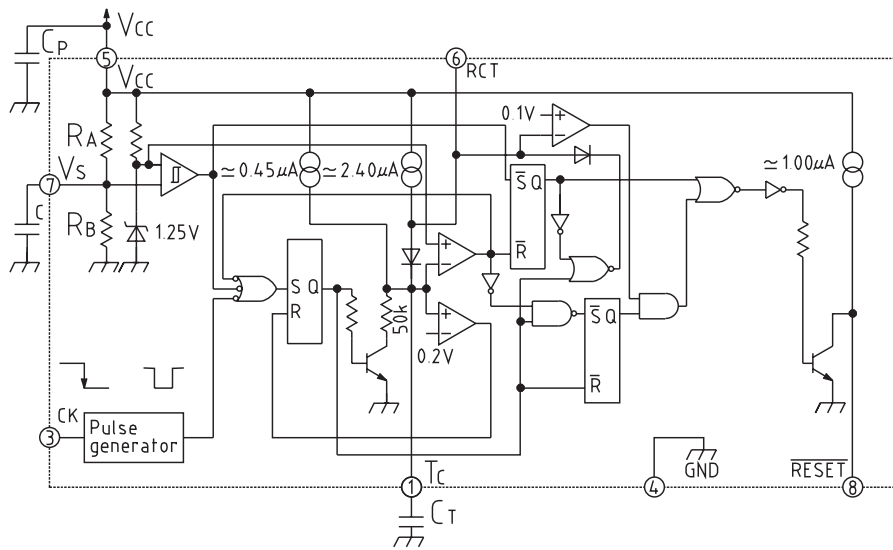 VCC
CP
5
VCC
6
RCT
0.1V
RA
VS
7
≃0.45μA
≃2.40μA
≃1.00μA
S̅ Q
R̅
C
RB
1.25V
S Q
R
50k
0.2V
S̅ Q
R̅
CK
3
Pulse
generator
TC
1
CT
4
GND
R̅E̅S̅E̅T̅
8